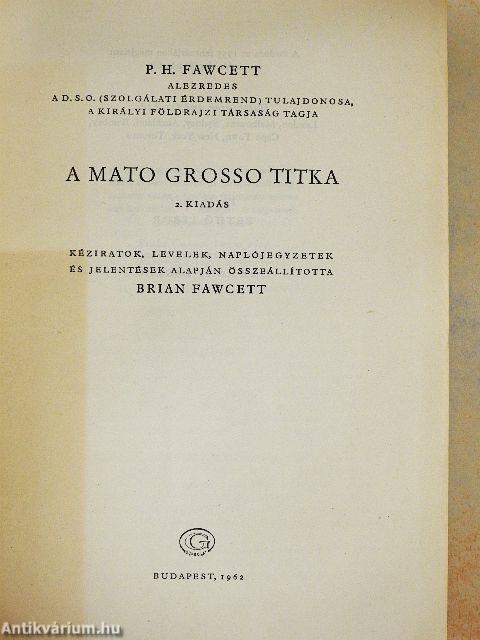 P. H. FAWCETT
ALEZREDES
A D. S. O. (SZOLGÁLATI ÉRDEMREND) TULAJDONOSA,
A KIRÁLYI FÖLDRAJZI TÁRSASÁG TAGJA
A MATO GROSSO TITKA
2. KIADÁS
KÉZIRATOK, LEVELEK, NAPLÓJEGYZETEK
ÉS JELENTÉSEK ALAPJÁN ÖSSZEÁLLÍTOTTA
BRIAN FAWCETT
G
GONDOLAT
BUDAPEST, 1962
Antikvárium.hu